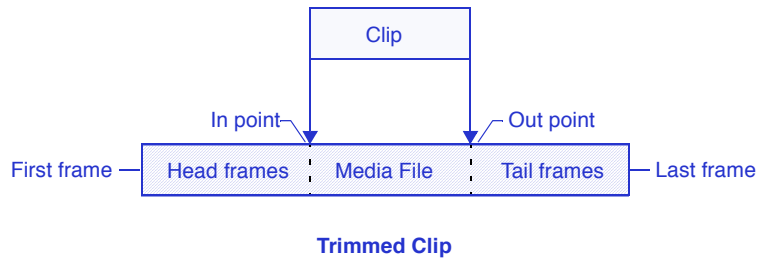 Clip
In point
Out point
First frame
Head frames
Media File
Tail frames
Last frame
Trimmed Clip